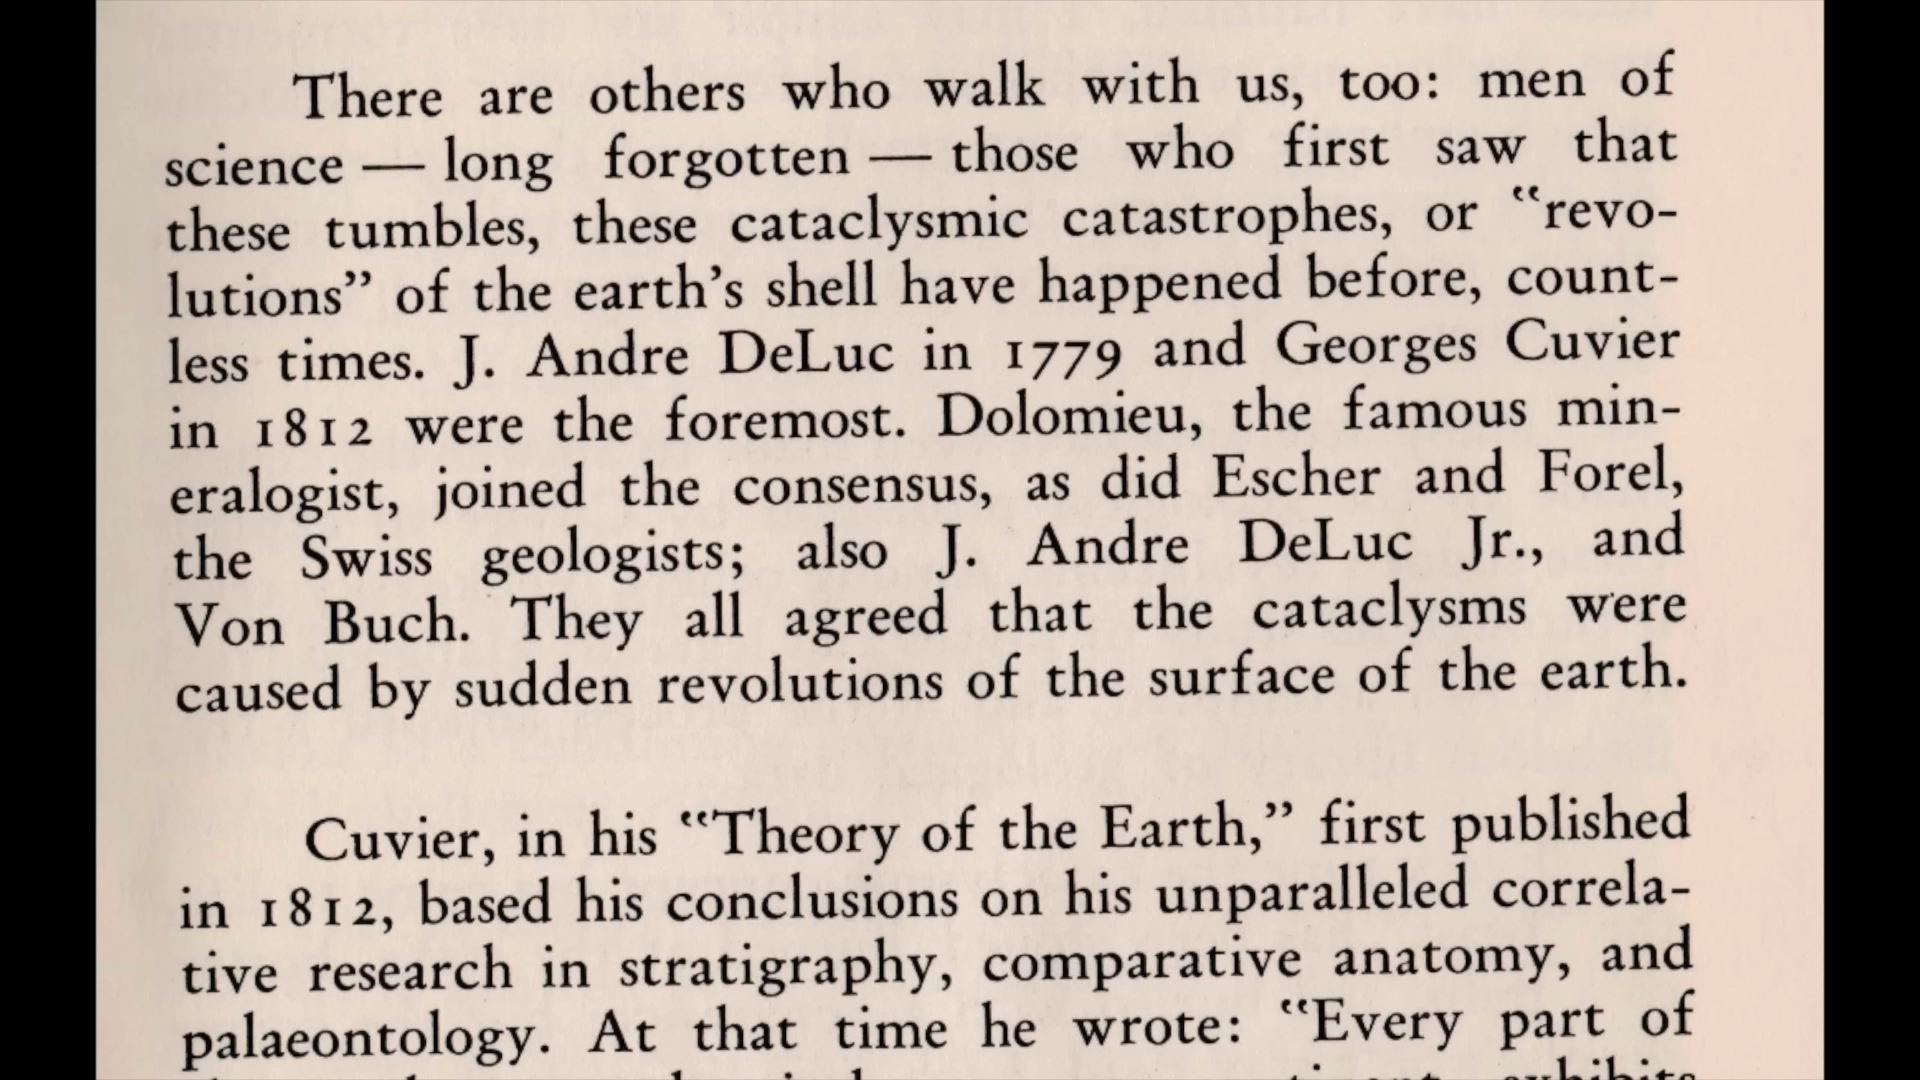 There are others who walk with us, too: men of
science — long forgotten — those who first saw that
these tumbles, these cataclysmic catastrophes, or “revo-
lutions” of the earth’s shell have happened before, count-
less times. J. Andre DeLuc in 1779 and Georges Cuvier
in 1812 were the foremost. Dolomieu, the famous min-
eralogist, joined the consensus, as did Escher and Forel,
the Swiss geologists; also J. Andre DeLuc Jr., and
Von Buch. They all agreed that the cataclysms were
caused by sudden revolutions of the surface of the earth.
Cuvier, in his “Theory of the Earth,” first published
in 1812, based his conclusions on his unparalleled correla-
tive research in stratigraphy, comparative anatomy, and
palaeontology. At that time he wrote: “Every part of
exhibits